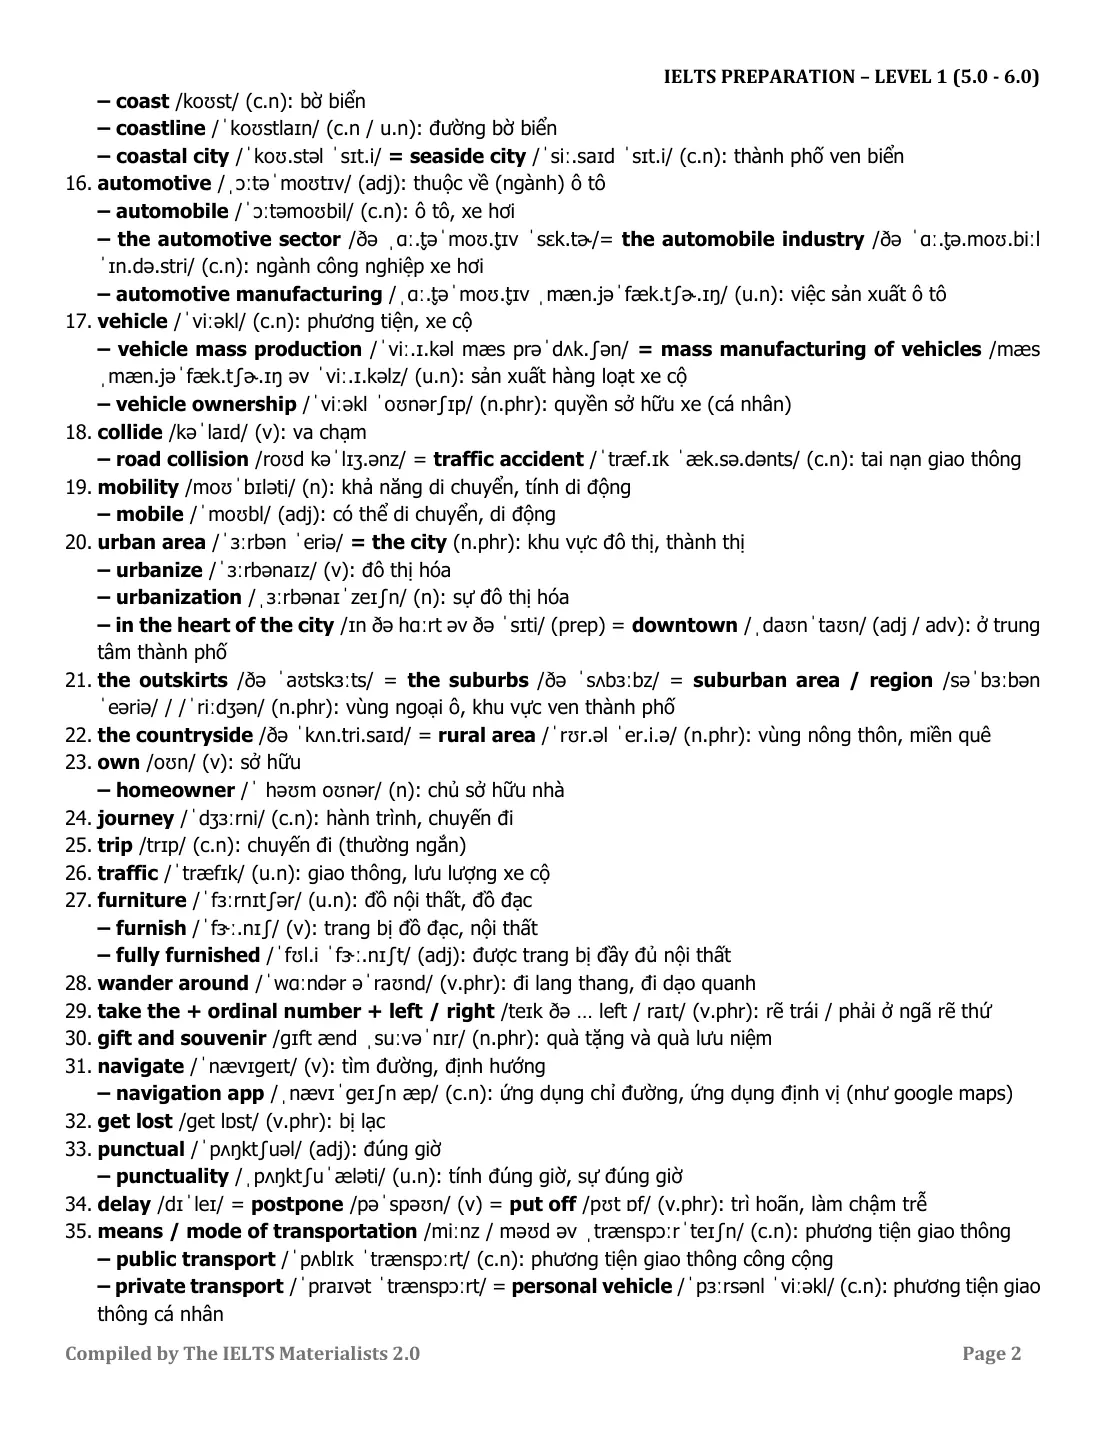 IELTS PREPARATION – LEVEL 1 (5.0 - 6.0)
– coast /koʊst/ (c.n): bờ biển
– coastline /ˈkoʊstlaɪn/ (c.n / u.n): đường bờ biển
– coastal city /ˈkoʊ.stəl ˈsɪt.i/ = seaside city /ˈsiː.saɪd ˈsɪt.i/ (c.n): thành phố ven biển
16. automotive /ˌɔːtəˈmoʊtɪv/ (adj): thuộc về (ngành) ô tô
– automobile /ˈɔːtəmoʊbil/ (c.n): ô tô, xe hơi
– the automotive sector /ðə ˌɑː.t̬əˈmoʊ.t̬ɪv ˈsɛk.tɚ/= the automobile industry /ðə ˈɑː.t̬ə.moʊ.biːl
ˈɪn.də.stri/ (c.n): ngành công nghiệp xe hơi
– automotive manufacturing /ˌɑː.t̬əˈmoʊ.t̬ɪv ˌmæn.jəˈfæk.tʃɚ.ɪŋ/ (u.n): việc sản xuất ô tô
17. vehicle /ˈviːəkl/ (c.n): phương tiện, xe cộ
– vehicle mass production /ˈviː.ɪ.kəl mæs prəˈdʌk.ʃən/ = mass manufacturing of vehicles /mæs
ˌmæn.jəˈfæk.tʃɚ.ɪŋ əv ˈviː.ɪ.kəlz/ (u.n): sản xuất hàng loạt xe cộ
– vehicle ownership /ˈviːəkl ˈoʊnərʃɪp/ (n.phr): quyền sở hữu xe (cá nhân)
18. collide /kəˈlaɪd/ (v): va chạm
– road collision /roʊd kəˈlɪʒ.ənz/ = traffic accident /ˈtræf.ɪk ˈæk.sə.dənts/ (c.n): tai nạn giao thông
19. mobility /moʊˈbɪləti/ (n): khả năng di chuyển, tính di động
– mobile /ˈmoʊbl/ (adj): có thể di chuyển, di động
20. urban area /ˈɜːrbən ˈeriə/ = the city (n.phr): khu vực đô thị, thành thị
– urbanize /ˈɜːrbənaɪz/ (v): đô thị hóa
– urbanization /ˌɜːrbənaɪˈzeɪʃn/ (n): sự đô thị hóa
– in the heart of the city /ɪn ðə hɑːrt əv ðə ˈsɪti/ (prep) = downtown /ˌdaʊnˈtaʊn/ (adj / adv): ở trung
tâm thành phố
21. the outskirts /ðə ˈaʊtskɜːts/ = the suburbs /ðə ˈsʌbɜːbz/ = suburban area / region /səˈbɜːbən
ˈeəriə/ / /ˈriːdʒən/ (n.phr): vùng ngoại ô, khu vực ven thành phố
22. the countryside /ðə ˈkʌn.tri.saɪd/ = rural area /ˈrʊr.əl ˈer.i.ə/ (n.phr): vùng nông thôn, miền quê
23. own /oʊn/ (v): sở hữu
– homeowner /ˈ həʊm oʊnər/ (n): chủ sở hữu nhà
24. journey /ˈdʒɜːrni/ (c.n): hành trình, chuyến đi
25. trip /trɪp/ (c.n): chuyến đi (thường ngắn)
26. traffic /ˈtræfɪk/ (u.n): giao thông, lưu lượng xe cộ
27. furniture /ˈfɜːrnɪtʃər/ (u.n): đồ nội thất, đồ đạc
– furnish /ˈfɝː.nɪʃ/ (v): trang bị đồ đạc, nội thất
– fully furnished /ˈfʊl.i ˈfɝː.nɪʃt/ (adj): được trang bị đầy đủ nội thất
28. wander around /ˈwɑːndər əˈraʊnd/ (v.phr): đi lang thang, đi dạo quanh
29. take the + ordinal number + left / right /teɪk ðə … left / raɪt/ (v.phr): rẽ trái / phải ở ngã rẽ thứ
30. gift and souvenir /ɡɪft ænd ˌsuːvəˈnɪr/ (n.phr): quà tặng và quà lưu niệm
31. navigate /ˈnævɪɡeɪt/ (v): tìm đường, định hướng
– navigation app /ˌnævɪˈɡeɪʃn æp/ (c.n): ứng dụng chỉ đường, ứng dụng định vị (như google maps)
32. get lost /get lɒst/ (v.phr): bị lạc
33. punctual /ˈpʌŋktʃuəl/ (adj): đúng giờ
– punctuality /ˌpʌŋktʃuˈæləti/ (u.n): tính đúng giờ, sự đúng giờ
34. delay /dɪˈleɪ/ = postpone /pəˈspəʊn/ (v) = put off /pʊt ɒf/ (v.phr): trì hoãn, làm chậm trễ
35. means / mode of transportation /miːnz / məʊd əv ˌtrænspɔːrˈteɪʃn/ (c.n): phương tiện giao thông
– public transport /ˈpʌblɪk ˈtrænspɔːrt/ (c.n): phương tiện giao thông công cộng
– private transport /ˈpraɪvət ˈtrænspɔːrt/ = personal vehicle /ˈpɜːrsənl ˈviːəkl/ (c.n): phương tiện giao
thông cá nhân
Compiled by The IELTS Materialists 2.0 Page 2